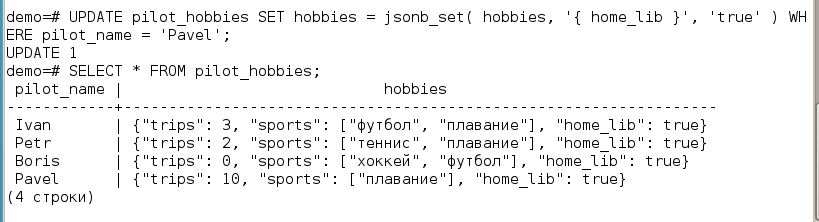 demo=# UPDATE pilot_hobbies SET hobbies = jsonb_set( hobbies, '{ home_lib }', 'true' ) WH
ERE pilot_name = 'Pavel';
UPDATE 1
demo=# SELECT * FROM pilot_hobbies;
 pilot_name |                             hobbies
------------+------------------------------------------------------------------
 Ivan       | {"trips": 3, "sports": ["футбол", "плавание"], "home_lib": true}
 Petr       | {"trips": 2, "sports": ["теннис", "плавание"], "home_lib": true}
 Boris      | {"trips": 0, "sports": ["хоккей", "футбол"], "home_lib": true}
 Pavel      | {"trips": 10, "sports": ["плавание"], "home_lib": true}
(4 строки)